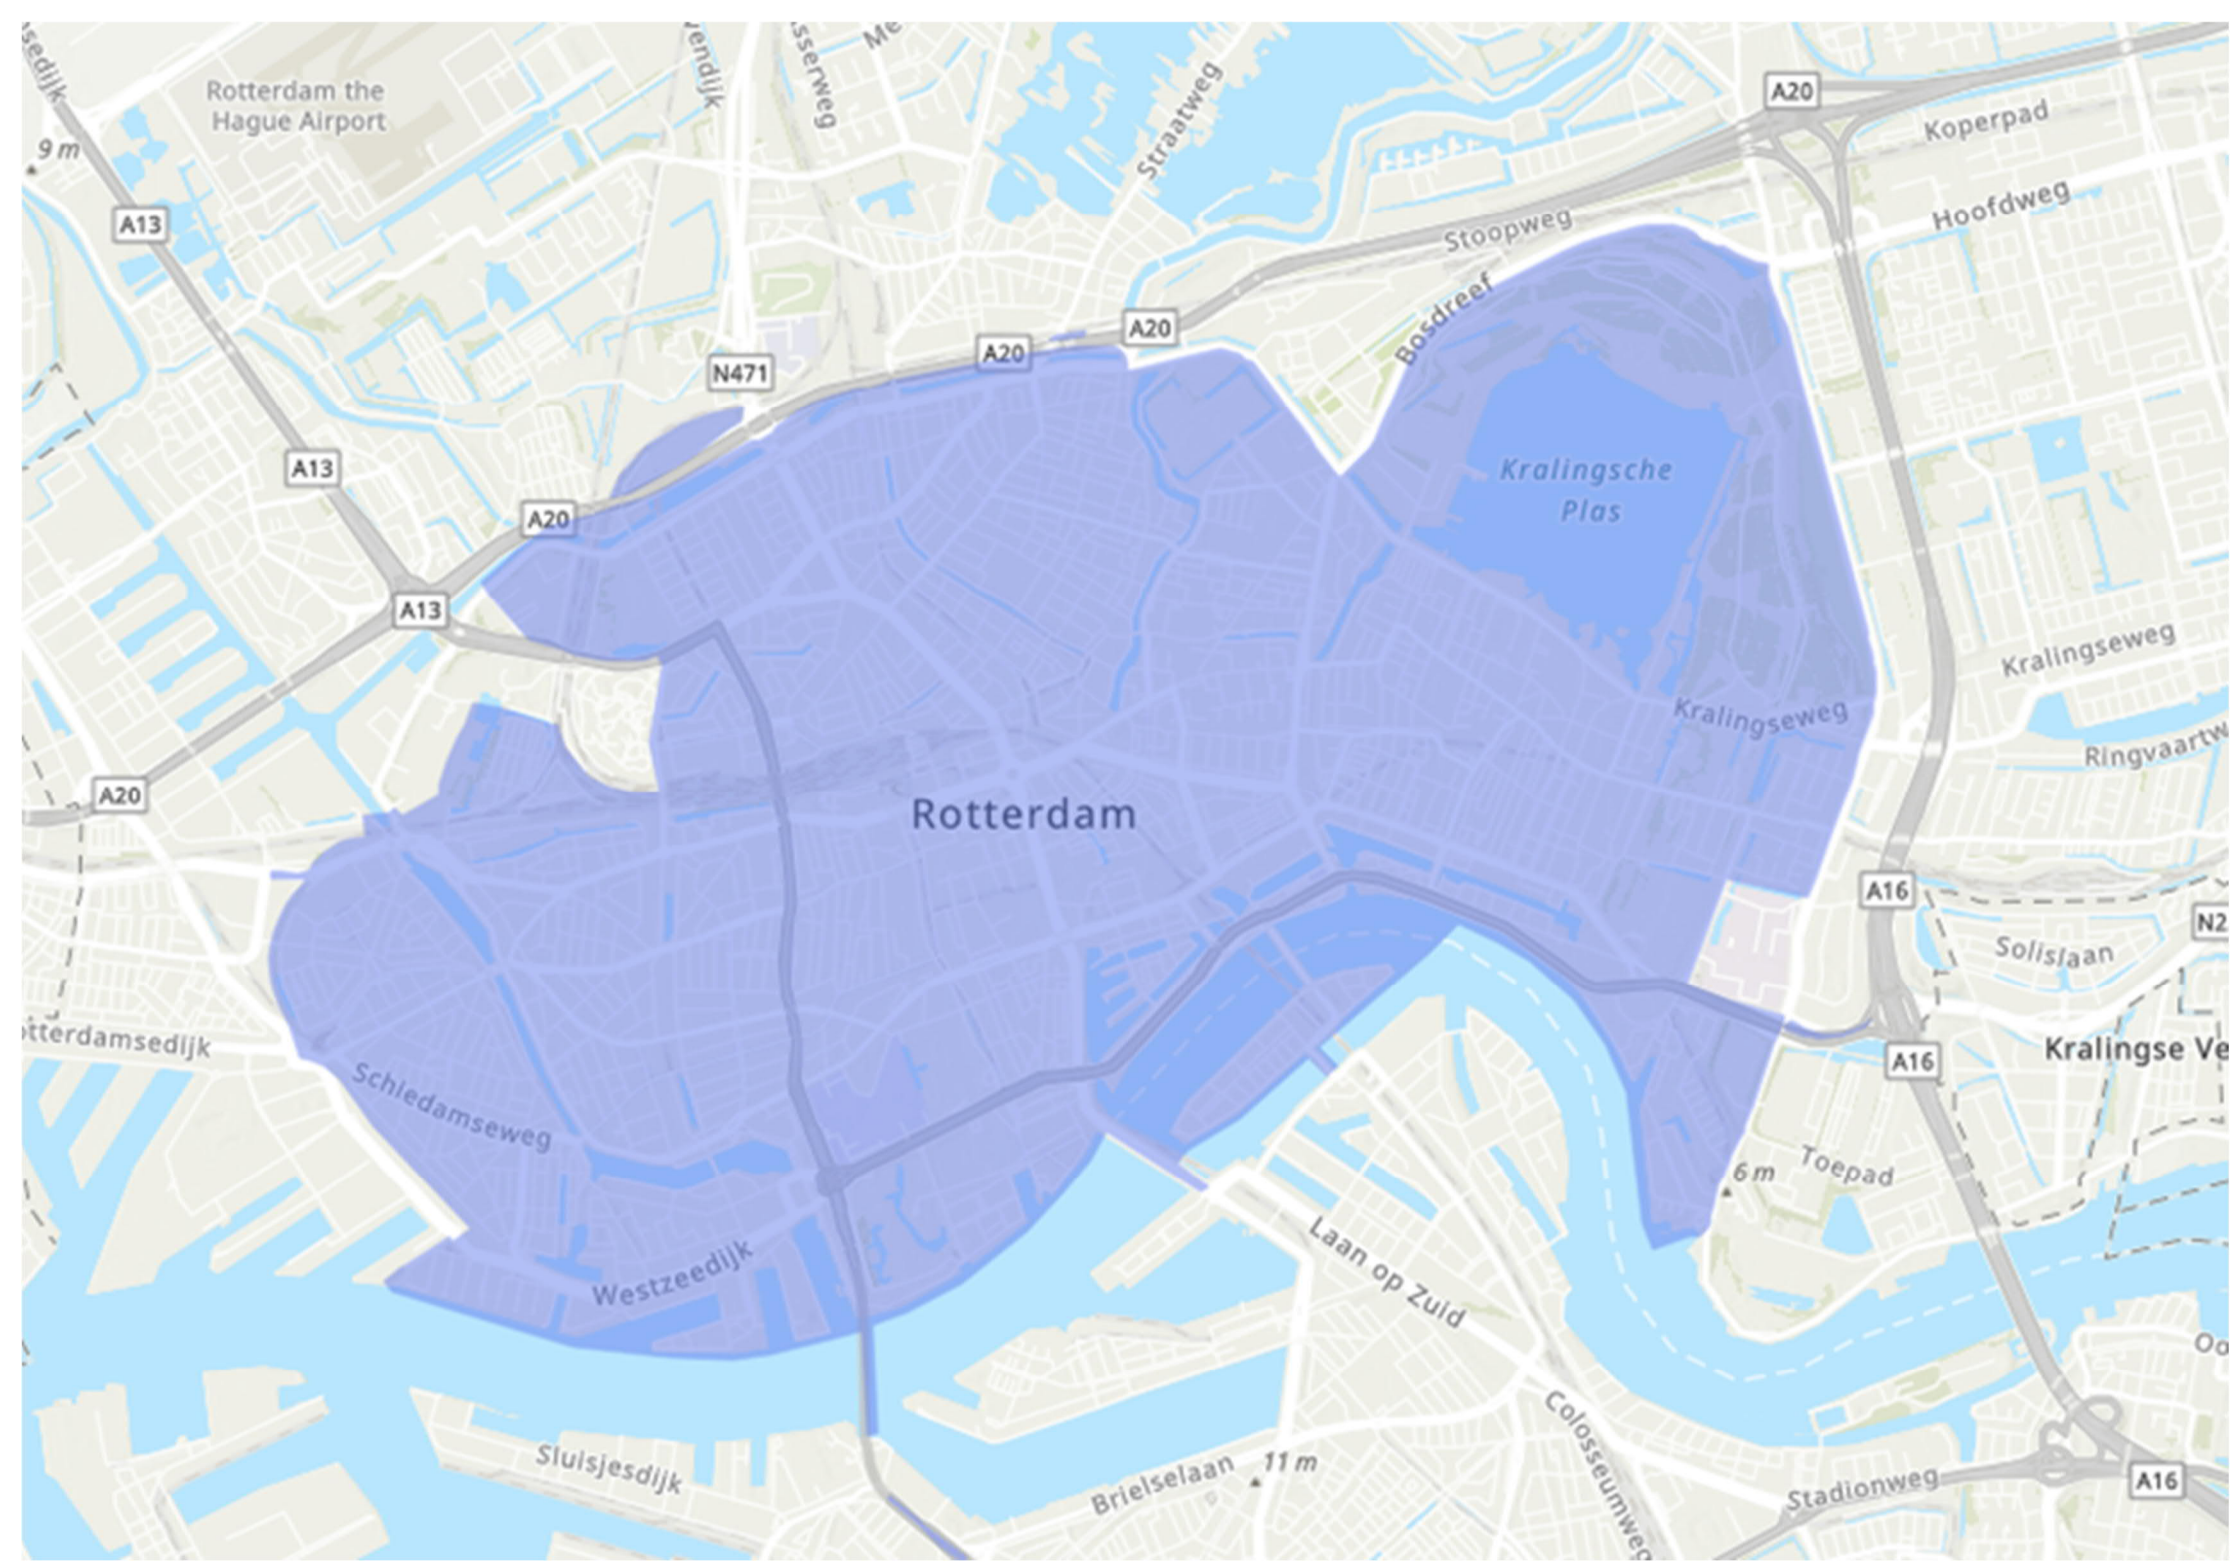 Rotterdam the
Hague Airport
9 m
A13
Straatweg
A20
Koperpad
Hoofdweg
Stoopweg
Bosdreef
A20
A20
N471
A13
A20
Kralingsche
Plas
A13
Kralingseweg
Kralingseweg
A20
Rotterdam
A16
Solislaan
Schiedamseweg
A16
Toepad
6 m
Westzeedijk
Laan op Zuid
Colosseumweg
Sluisjesdijk
Brielselaan
11 m
Stadionweg
A16